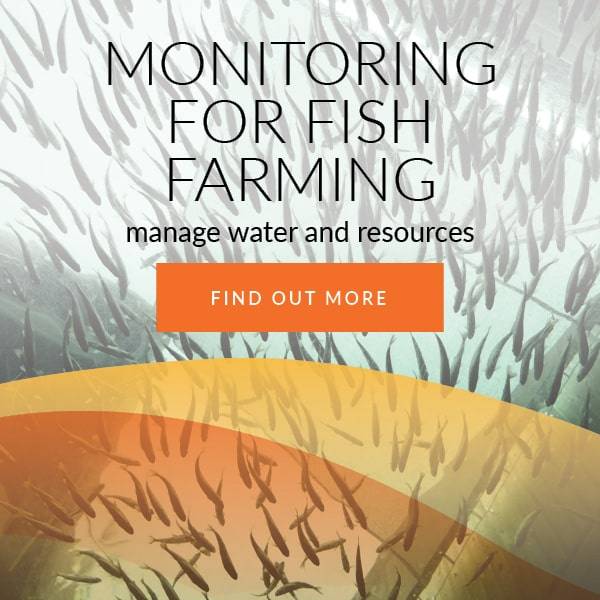 MONITORING
FOR FISH
FARMING
manage water and resources
FIND OUT MORE